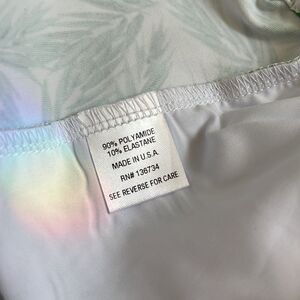 90% POLYAMIDE
10% ELASTANE
MADE IN U.S.A.
RN# 136734
SEE REVERSE FOR CARE